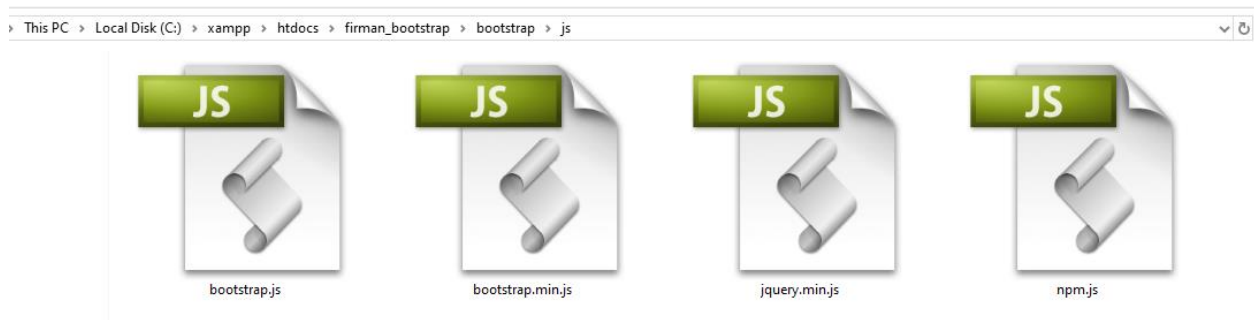 This PC > Local Disk (C:) > xampp > htdocs > firman_bootstrap > bootstrap > js
JS JS JS JS
bootstrap.js bootstrap.min.js jquery.min.js npm.js